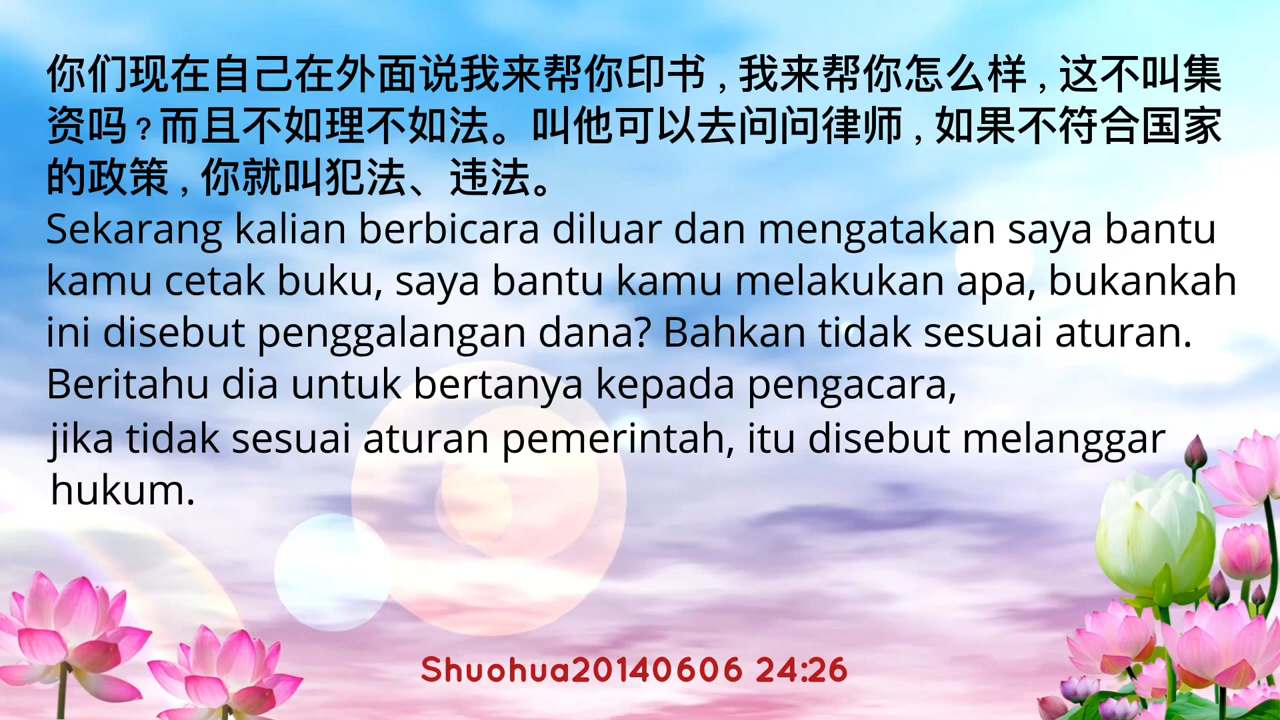 你们现在自己在外面说我来帮你印书，我来帮你怎么样，这不叫集
资吗？而且不如理不如法。叫他可以去问问律师，如果不符合国家
的政策，你就叫犯法、违法。
Sekarang kalian berbicara diluar dan mengatakan saya bantu
kamu cetak buku, saya bantu kamu melakukan apa, bukankah
ini disebut penggalangan dana? Bahkan tidak sesuai aturan.
Beritahu dia untuk bertanya kepada pengacara,
jika tidak sesuai aturan pemerintah, itu disebut melanggar
hukum.
Shuohua20140606 24:26